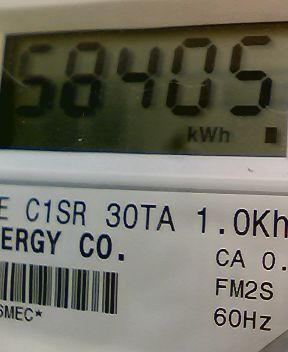 58405
kWh
E C1SR 30TA 1.0Kh
ERGY CO.
CA 0.
FM2S
SMEC*
60Hz